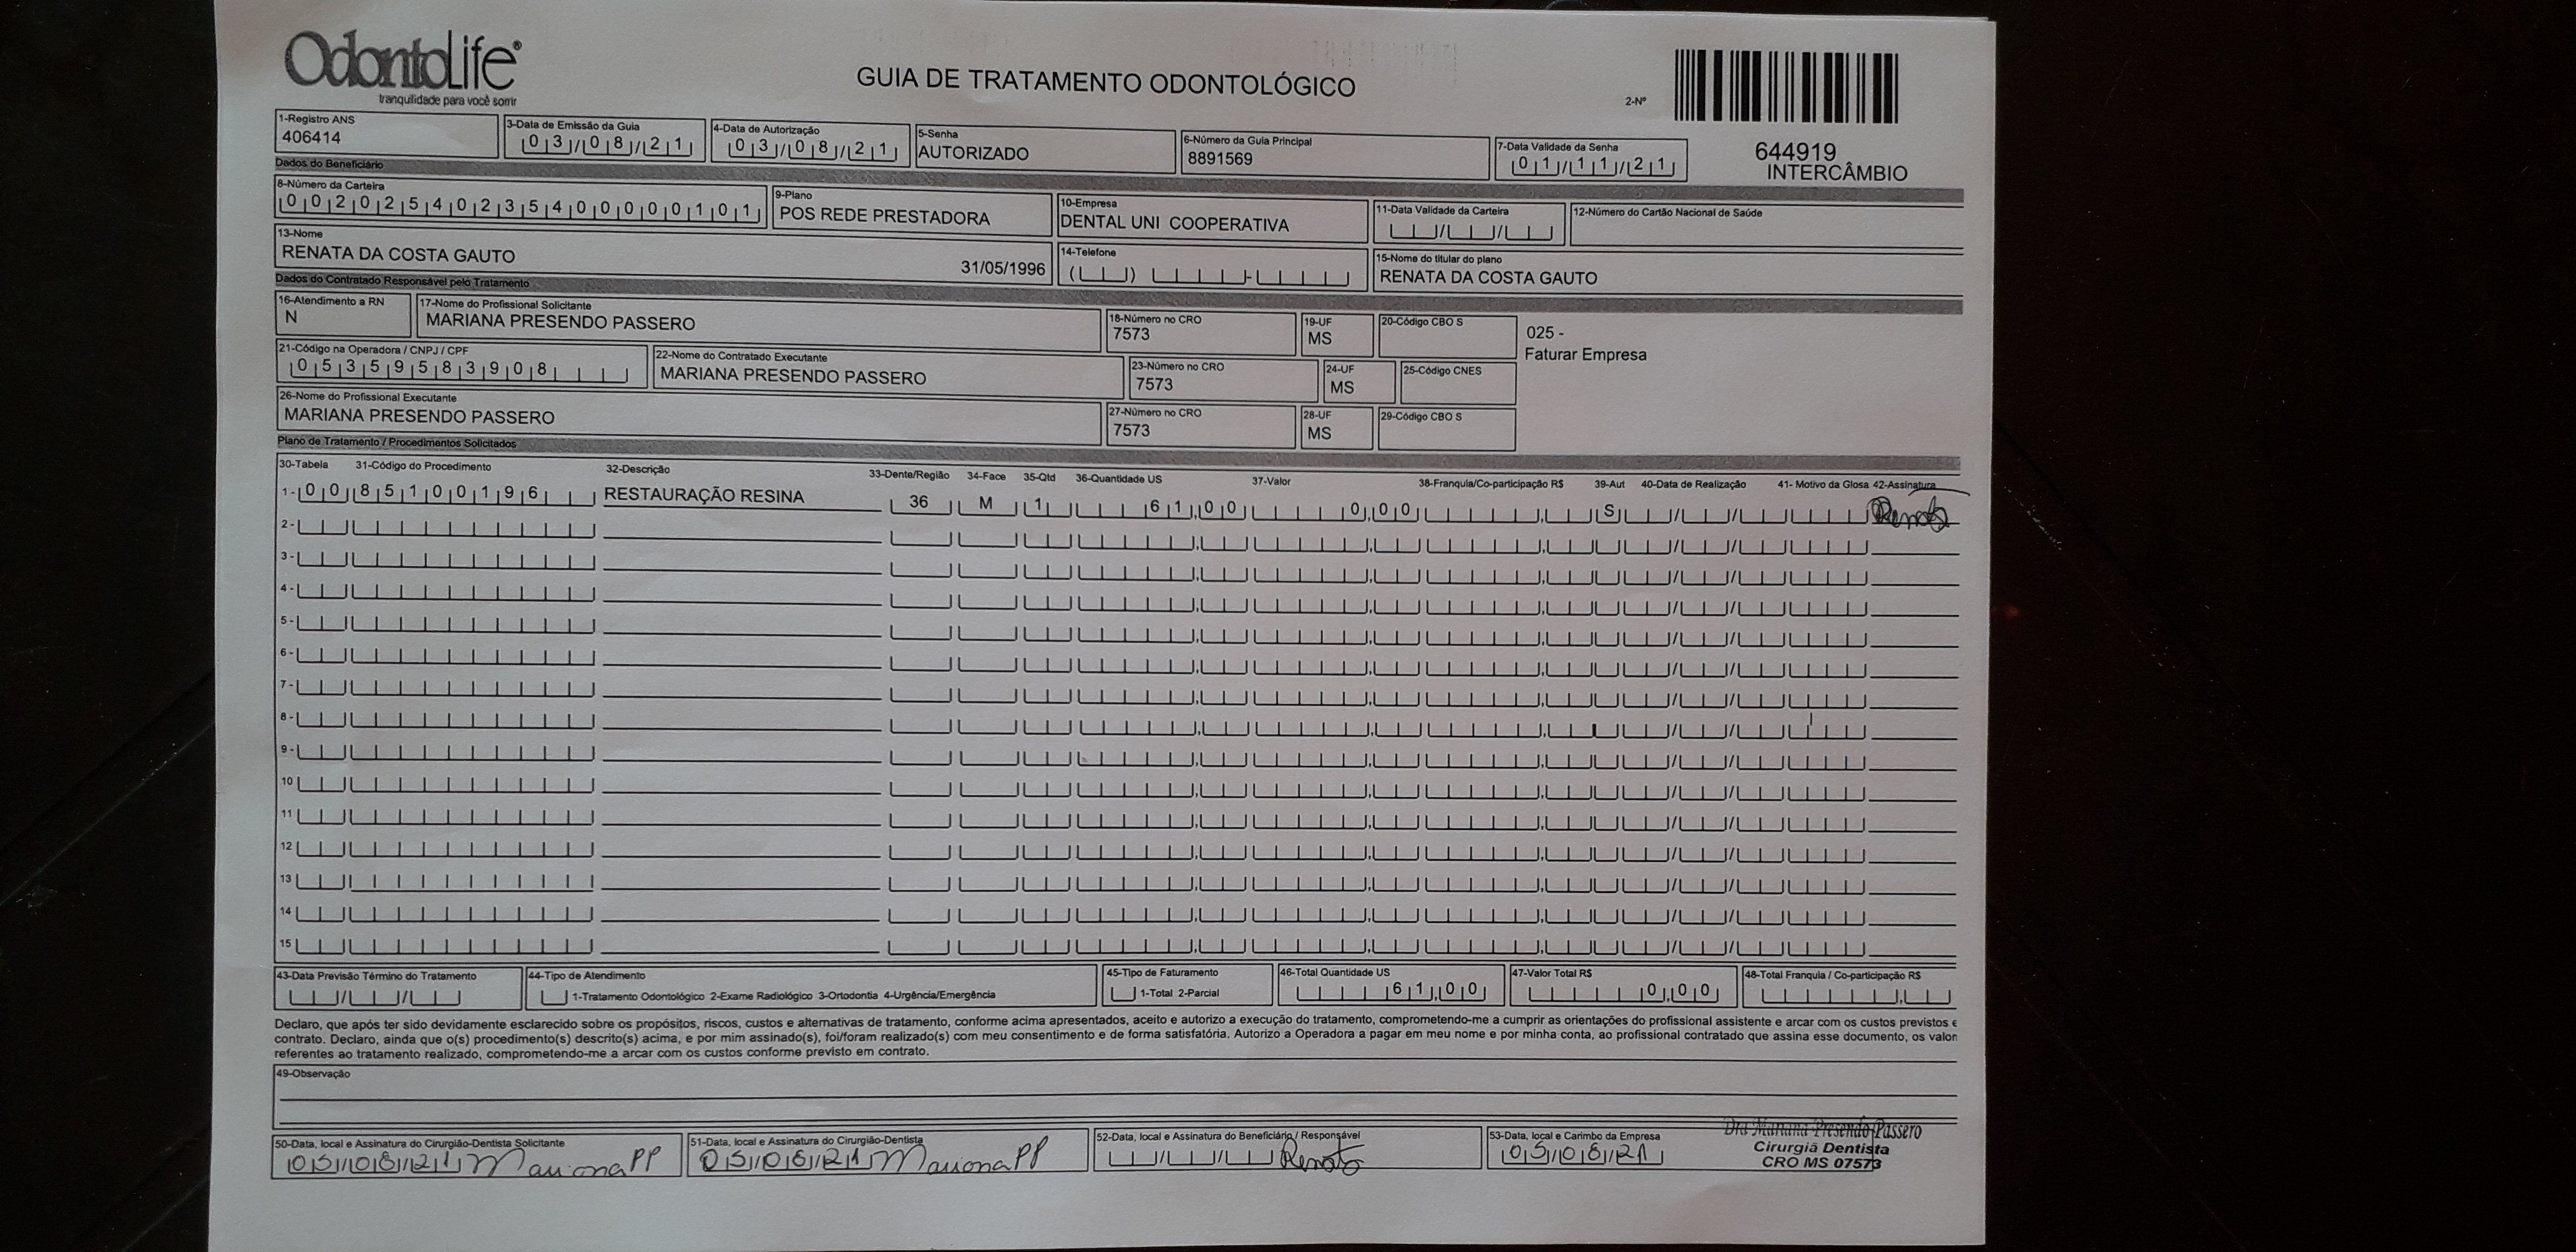 OdontoLife®
tranquilidade para você sorrir
GUIA DE TRATAMENTO ODONTOLÓGICO
2-Nº
644919
INTERCÂMBIO
1-Registro ANS
406414
3-Data de Emissão da Guia
03/08/21
4-Data de Autorização
03/08/21
5-Senha
AUTORIZADO
6-Número da Guia Principal
8891569
7-Data Validade da Senha
01/11/21
Dados do Beneficiário
8-Número da Carteira
00202540235400000101
9-Plano
POS REDE PRESTADORA
10-Empresa
DENTAL UNI COOPERATIVA
11-Data Validade da Carteira
12-Número do Cartão Nacional de Saúde
13-Nome
RENATA DA COSTA GAUTO 31/05/1996
14-Telefone
15-Nome do titular do plano
RENATA DA COSTA GAUTO
Dados do Contratado Responsável pelo Tratamento
16-Atendimento a RN
N
17-Nome do Profissional Solicitante
MARIANA PRESENDO PASSERO
18-Número no CRO
7573
19-UF
MS
20-Código CBO S
025 -
Faturar Empresa
21-Código na Operadora / CNPJ / CPF
05359583908
22-Nome do Contratado Executante
MARIANA PRESENDO PASSERO
23-Número no CRO
7573
24-UF
MS
25-Código CNES
26-Nome do Profissional Executante
MARIANA PRESENDO PASSERO
27-Número no CRO
7573
28-UF
MS
29-Código CBO S
Plano de Tratamento / Procedimentos Solicitados
30-Tabela 31-Código do Procedimento 32-Descrição 33-Dente/Região 34-Face 35-Qtd 36-Quantidade US 37-Valor 38-Franquia/Co-participação R$ 39-Aut 40-Data de Realização 41- Motivo da Glosa 42-Assinatura
1- 00 85100196 RESTAURAÇÃO RESINA 36 M 1 61,00 0,00 S Renata
2-
3-
4-
5-
6-
7-
8-
9-
10
11
12
13
14
15
43-Data Previsão Término do Tratamento
44-Tipo de Atendimento
1-Tratamento Odontológico 2-Exame Radiológico 3-Ortodontia 4-Urgência/Emergência
45-Tipo de Faturamento
1-Total 2-Parcial
46-Total Quantidade US
61,00
47-Valor Total R$
0,00
48-Total Franquia / Co-participação R$
Declaro, que após ter sido devidamente esclarecido sobre os propósitos, riscos, custos e alternativas de tratamento, conforme acima apresentados, aceito e autorizo a execução do tratamento, comprometendo-me a cumprir as orientações do profissional assistente e arcar com os custos previstos e
contrato. Declaro, ainda que o(s) procedimento(s) descrito(s) acima, e por mim assinado(s), foi/foram realizado(s) com meu consentimento e de forma satisfatória. Autorizo a Operadora a pagar em meu nome e por minha conta, ao profissional contratado que assina esse documento, os valor
referentes ao tratamento realizado, comprometendo-me a arcar com os custos conforme previsto em contrato.
49-Observação
50-Data, local e Assinatura do Cirurgião-Dentista Solicitante
05/08/21 Mariana PP
51-Data, local e Assinatura do Cirurgião-Dentista
05/08/21 Mariana PP
52-Data, local e Assinatura do Beneficiário / Responsável
Renata
53-Data, local e Carimbo da Empresa
05/08/21
Dra Mariana Presendo Passero
Cirurgiã Dentista
CRO MS 07573